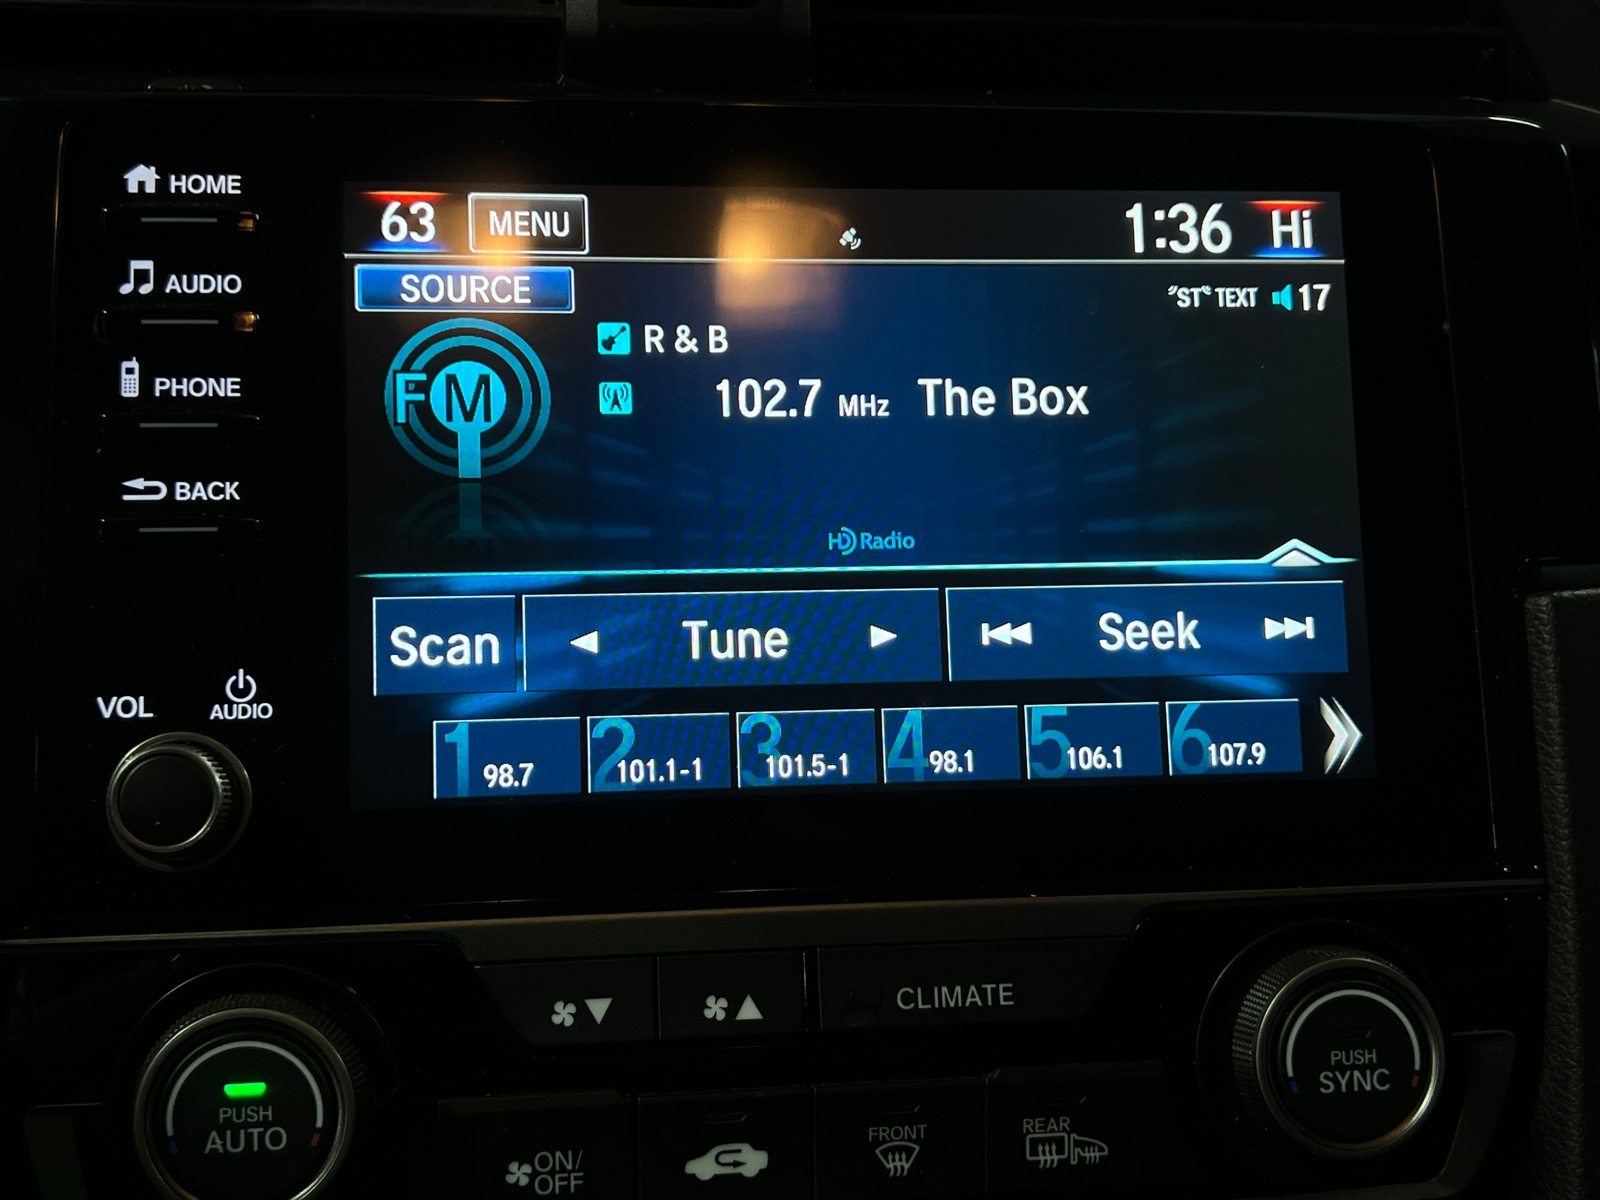 HOME
AUDIO
PHONE
BACK
VOL
AUDIO
63 MENU 1:36 Hi
SOURCE
"ST" TEXT 17
R & B
FM
102.7 MHz The Box
HD Radio
Scan Tune Seek
1 98.7
2 101.1-1
3 101.5-1
4 98.1
5 106.1
6 107.9
CLIMATE
PUSH
AUTO
PUSH
SYNC
ON/
OFF
FRONT
REAR